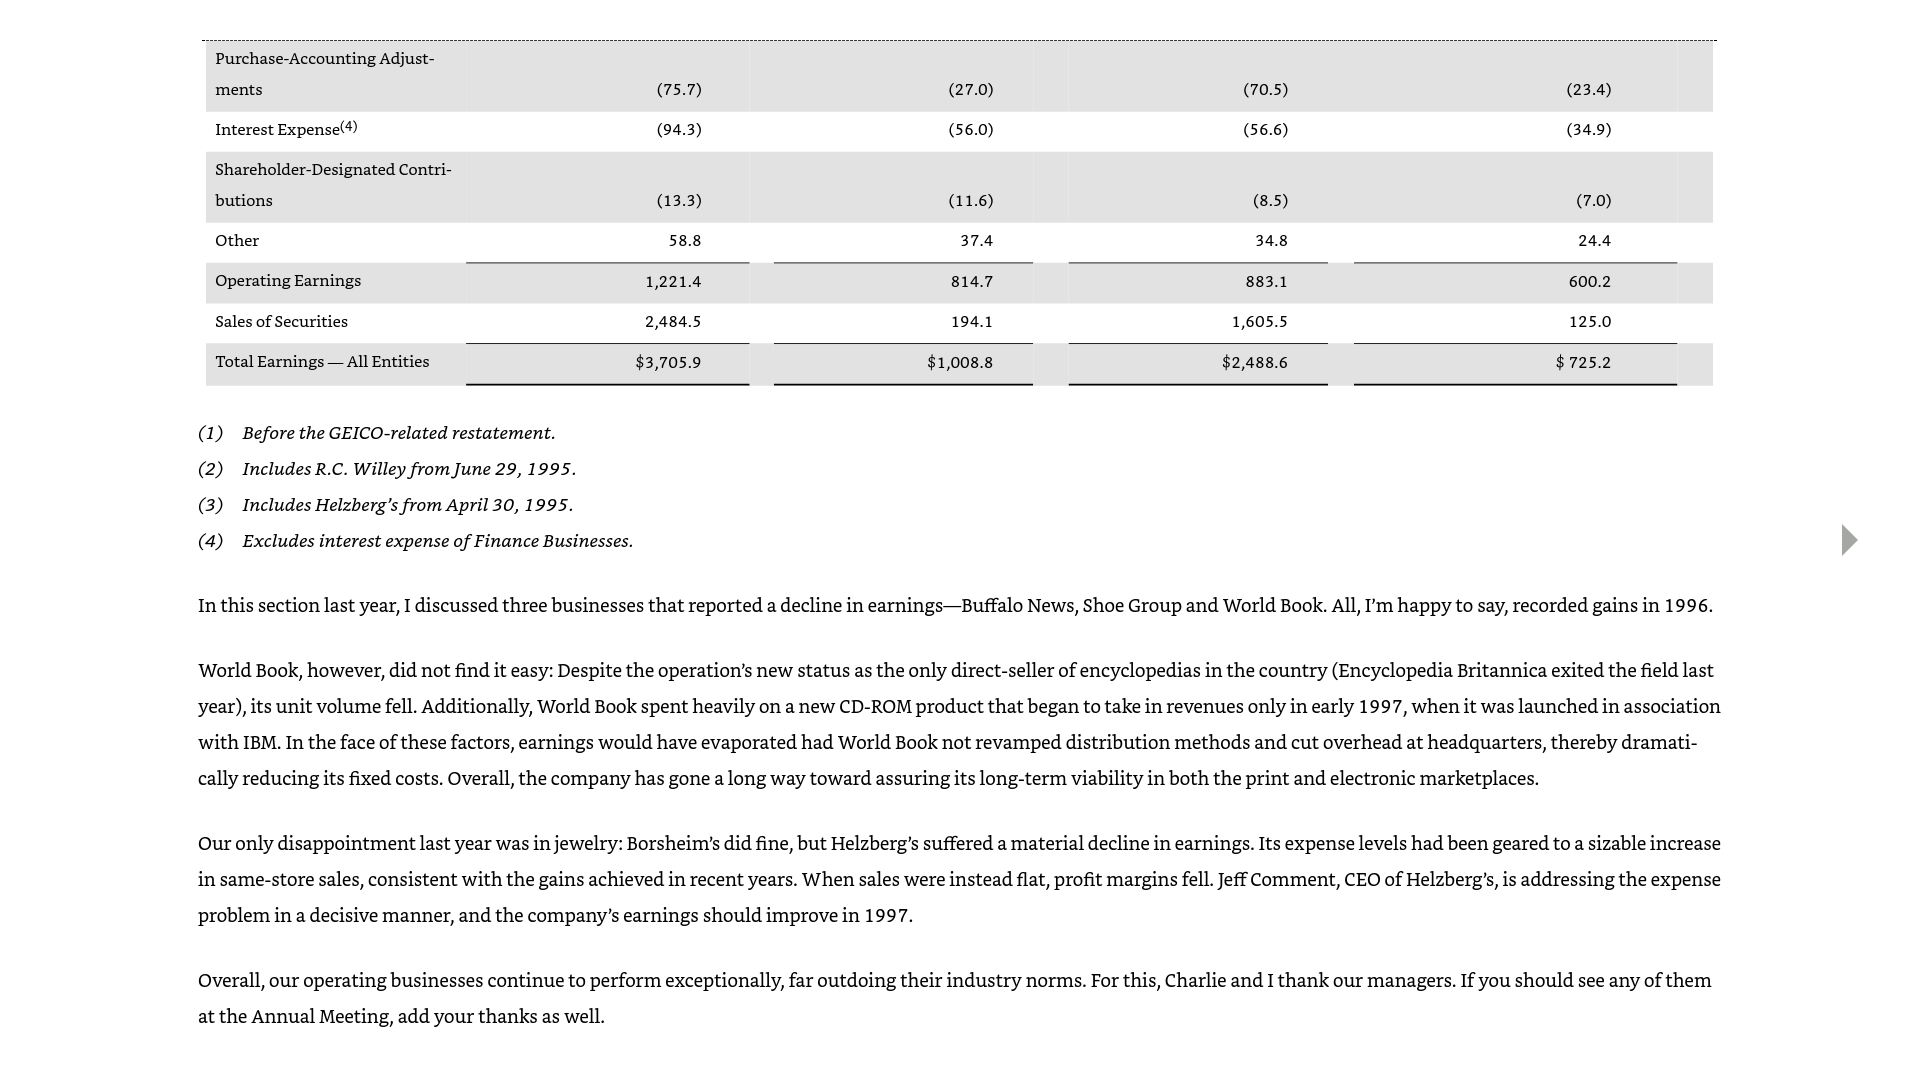 Purchase-Accounting Adjust-
ments (75.7) (27.0) (70.5) (23.4)
Interest Expense(4) (94.3) (56.0) (56.6) (34.9)
Shareholder-Designated Contri-
butions (13.3) (11.6) (8.5) (7.0)
Other 58.8 37.4 34.8 24.4
Operating Earnings 1,221.4 814.7 883.1 600.2
Sales of Securities 2,484.5 194.1 1,605.5 125.0
Total Earnings — All Entities $3,705.9 $1,008.8 $2,488.6 $ 725.2
(1) Before the GEICO-related restatement.
(2) Includes R.C. Willey from June 29, 1995.
(3) Includes Helzberg’s from April 30, 1995.
(4) Excludes interest expense of Finance Businesses.
In this section last year, I discussed three businesses that reported a decline in earnings—Buffalo News, Shoe Group and World Book. All, I’m happy to say, recorded gains in 1996.
World Book, however, did not find it easy: Despite the operation’s new status as the only direct-seller of encyclopedias in the country (Encyclopedia Britannica exited the field last
year), its unit volume fell. Additionally, World Book spent heavily on a new CD-ROM product that began to take in revenues only in early 1997, when it was launched in association
with IBM. In the face of these factors, earnings would have evaporated had World Book not revamped distribution methods and cut overhead at headquarters, thereby dramati-
cally reducing its fixed costs. Overall, the company has gone a long way toward assuring its long-term viability in both the print and electronic marketplaces.
Our only disappointment last year was in jewelry: Borsheim’s did fine, but Helzberg’s suffered a material decline in earnings. Its expense levels had been geared to a sizable increase
in same-store sales, consistent with the gains achieved in recent years. When sales were instead flat, profit margins fell. Jeff Comment, CEO of Helzberg’s, is addressing the expense
problem in a decisive manner, and the company’s earnings should improve in 1997.
Overall, our operating businesses continue to perform exceptionally, far outdoing their industry norms. For this, Charlie and I thank our managers. If you should see any of them
at the Annual Meeting, add your thanks as well.